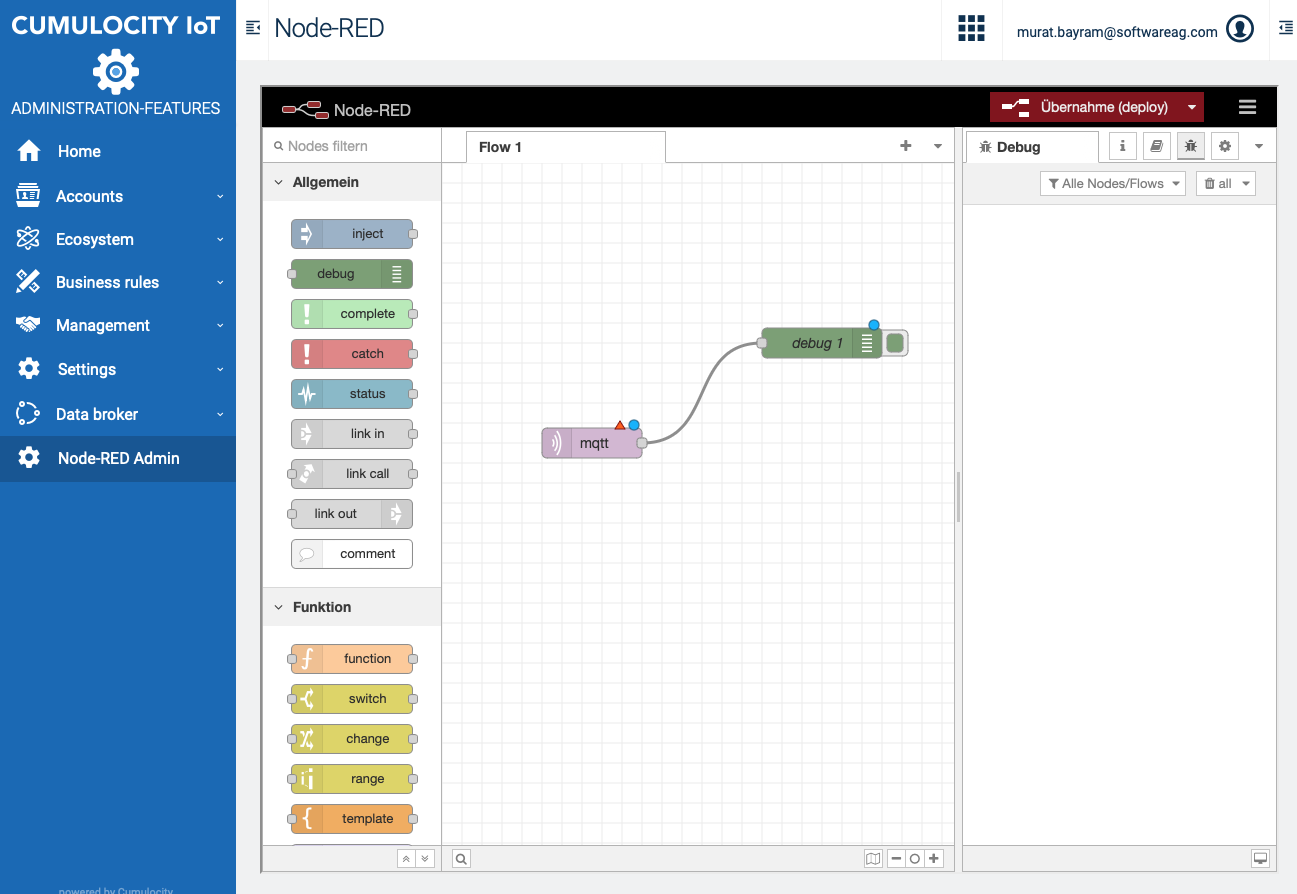 CUMULOCITY IoT
ADMINISTRATION-FEATURES
Home
Accounts
Ecosystem
Business rules
Management
Settings
Data broker
Node-RED Admin
powered by Cumulocity
Node-RED
murat.bayram@softwareag.com
Node-RED
Übernahme (deploy)
Nodes filtern
Allgemein
inject
debug
complete
catch
status
link in
link call
link out
comment
Funktion
function
switch
change
range
template
Flow 1
debug 1
mqtt
Debug
Alle Nodes/Flows
all